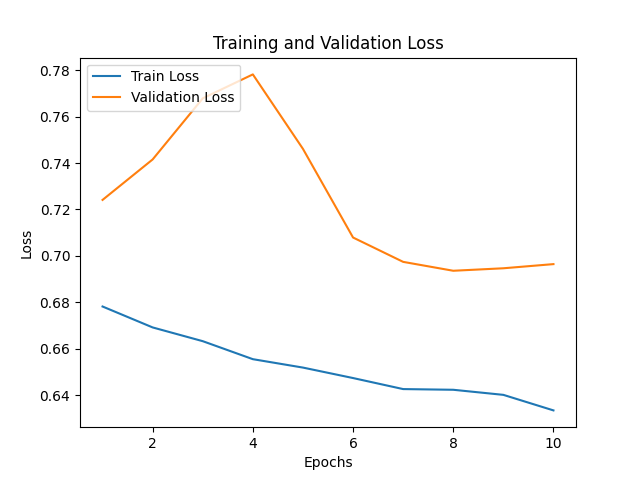 Training and Validation Loss
Train Loss
Validation Loss
0.78
0.76
0.74
0.72
0.70
0.68
0.66
0.64
Loss
2
4
6
8
10
Epochs